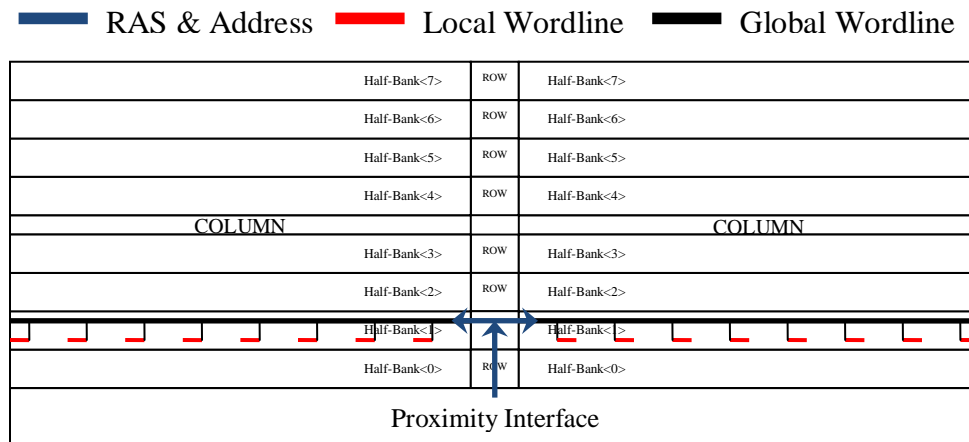 RAS & Address Local Wordline Global Wordline
Half-Bank<7> ROW Half-Bank<7>
Half-Bank<6> ROW Half-Bank<6>
Half-Bank<5> ROW Half-Bank<5>
Half-Bank<4> ROW Half-Bank<4>
COLUMN COLUMN
Half-Bank<3> ROW Half-Bank<3>
Half-Bank<2> ROW Half-Bank<2>
Half-Bank<1> Half-Bank<1>
Half-Bank<0> ROW Half-Bank<0>
Proximity Interface